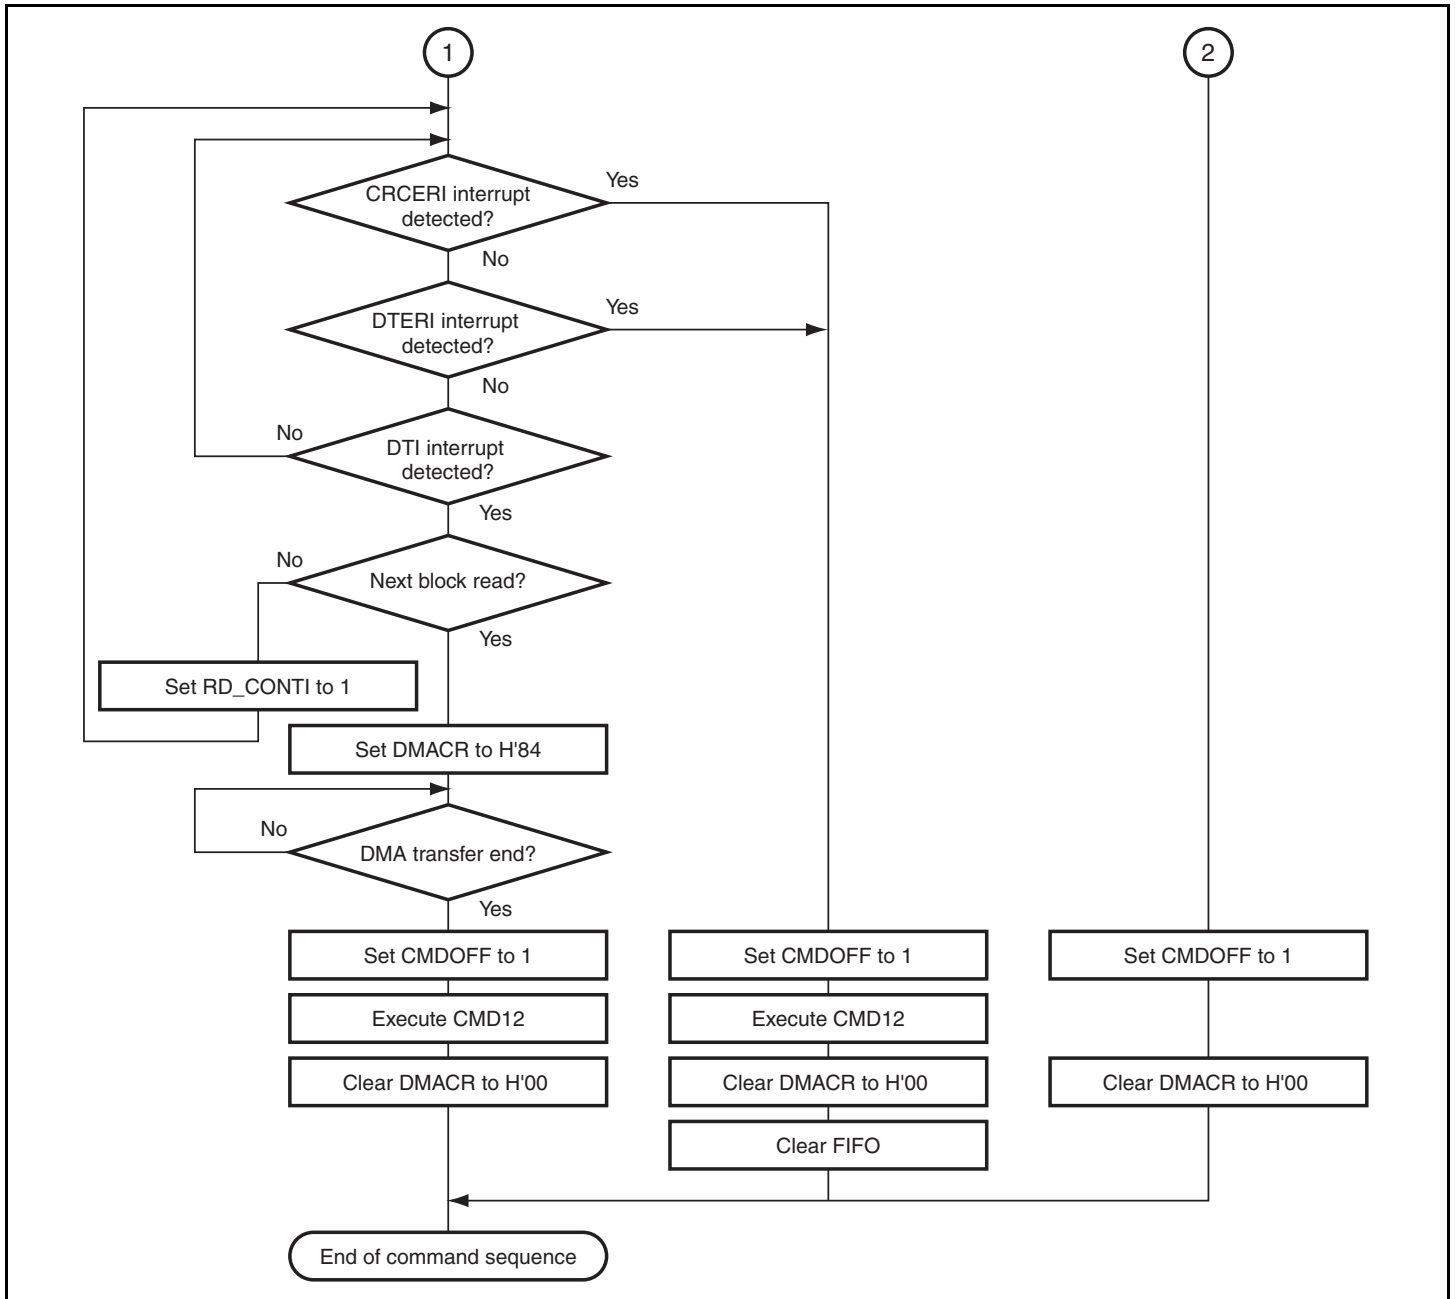 1
2
CRCERI interrupt
detected?
Yes
No
DTERI interrupt
detected?
Yes
No
DTI interrupt
detected?
No
Yes
Next block read?
No
Yes
Set RD_CONTI to 1
Set DMACR to H'84
DMA transfer end?
No
Yes
Set CMDOFF to 1
Execute CMD12
Clear DMACR to H'00
Set CMDOFF to 1
Execute CMD12
Clear DMACR to H'00
Clear FIFO
Set CMDOFF to 1
Clear DMACR to H'00
End of command sequence